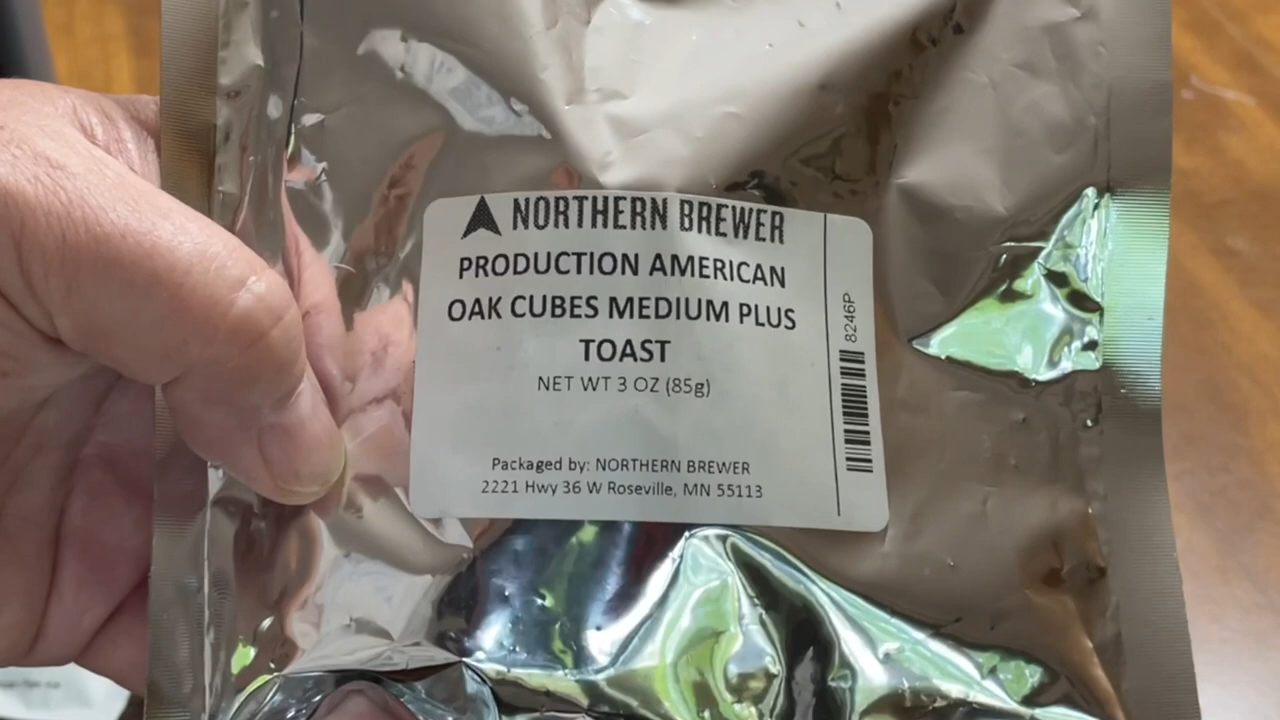 NORTHERN BREWER
PRODUCTION AMERICAN
OAK CUBES MEDIUM PLUS
TOAST
NET WT 3 OZ (85g)
Packaged by: NORTHERN BREWER
2221 Hwy 36 W Roseville, MN 55113
8246P